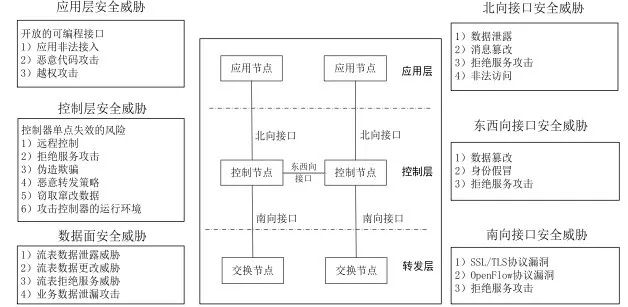 应用层安全威胁
开放的可编程接口
1）应用非法接入
2）恶意代码攻击
3）越权攻击
控制层安全威胁
控制器单点失效的风险
1）远程控制
2）拒绝服务攻击
3）伪造欺骗
4）恶意转发策略
5）窃取窜改数据
6）攻击控制器的运行环境
数据面安全威胁
1）流表数据泄露威胁
2）流表数据更改威胁
3）流表拒绝服务威胁
4）业务数据泄漏攻击
应用节点
应用节点
应用层
北向接口
北向接口
控制节点
东西向
接口
控制节点
控制层
南向接口
南向接口
交换节点
交换节点
转发层
北向接口安全威胁
1）数据泄露
2）消息篡改
3）拒绝服务攻击
4）非法访问
东西向接口安全威胁
1）数据篡改
2）身份假冒
3）拒绝服务攻击
南向接口安全威胁
1）SSL/TLS协议漏洞
2）OpenFlow协议漏洞
3）拒绝服务攻击